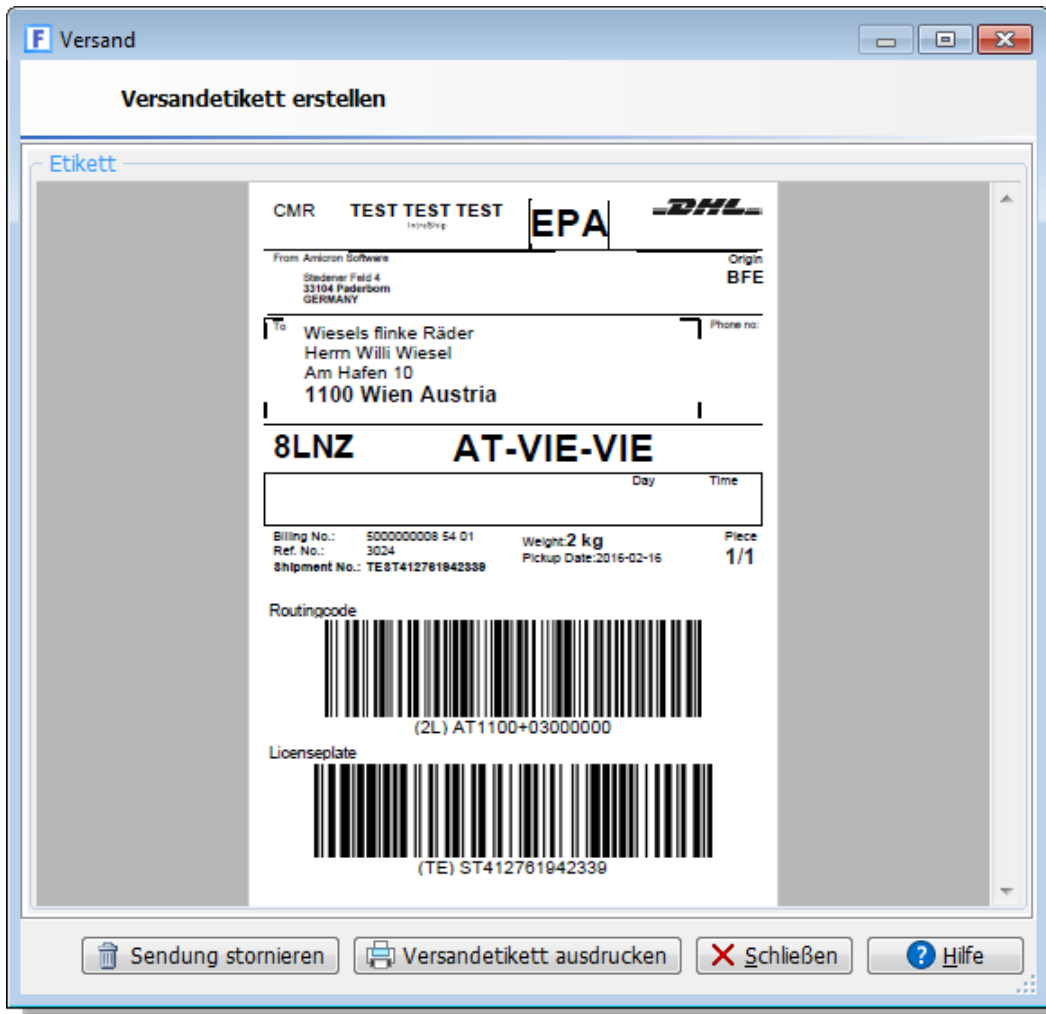 F Versand
Versandetikett erstellen
Etikett
CMR TEST TEST TEST EPA DHL
IntraShip
From Amicron Software Origin
Stedener Feld 4 BFE
33104 Paderborn
GERMANY
To Wiesels flinke Räder Phone no:
Herrn Willi Wiesel
Am Hafen 10
1100 Wien Austria
8LNZ AT-VIE-VIE
Day Time
Billing No.: 5000000008 54 01 Weight:2 kg Piece
Ref. No.: 3024 Pickup Date:2016-02-16 1/1
Shipment No.: TEST412761942339
Routingcode
(2L) AT1100+03000000
Licenseplate
(TE) ST412761942339
Sendung stornieren Versandetikett ausdrucken Schließen ? Hilfe